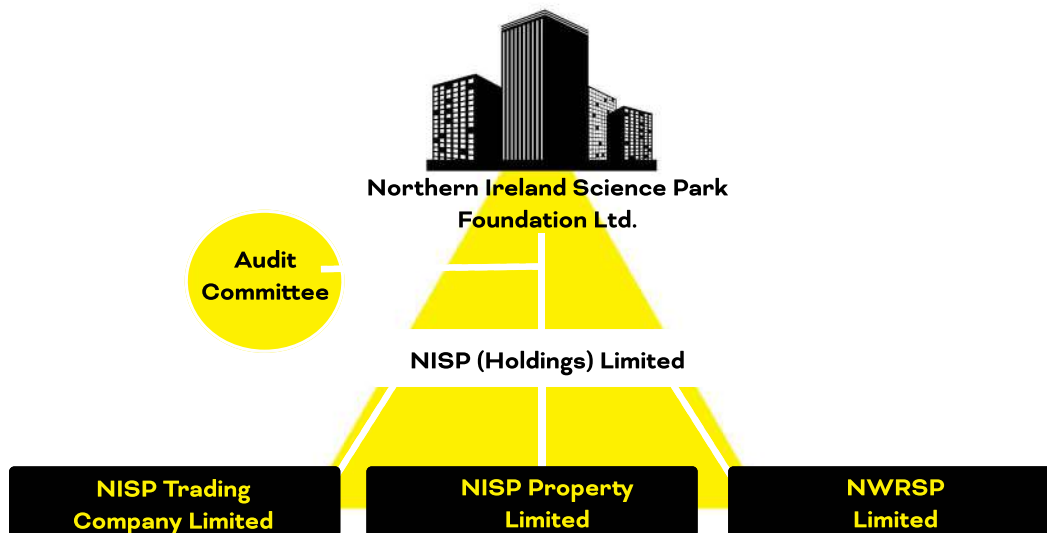 Northern Ireland Science Park
Foundation Ltd.
Audit
Committee
NISP (Holdings) Limited
NISP Trading
Company Limited
NISP Property
Limited
NWRSP
Limited